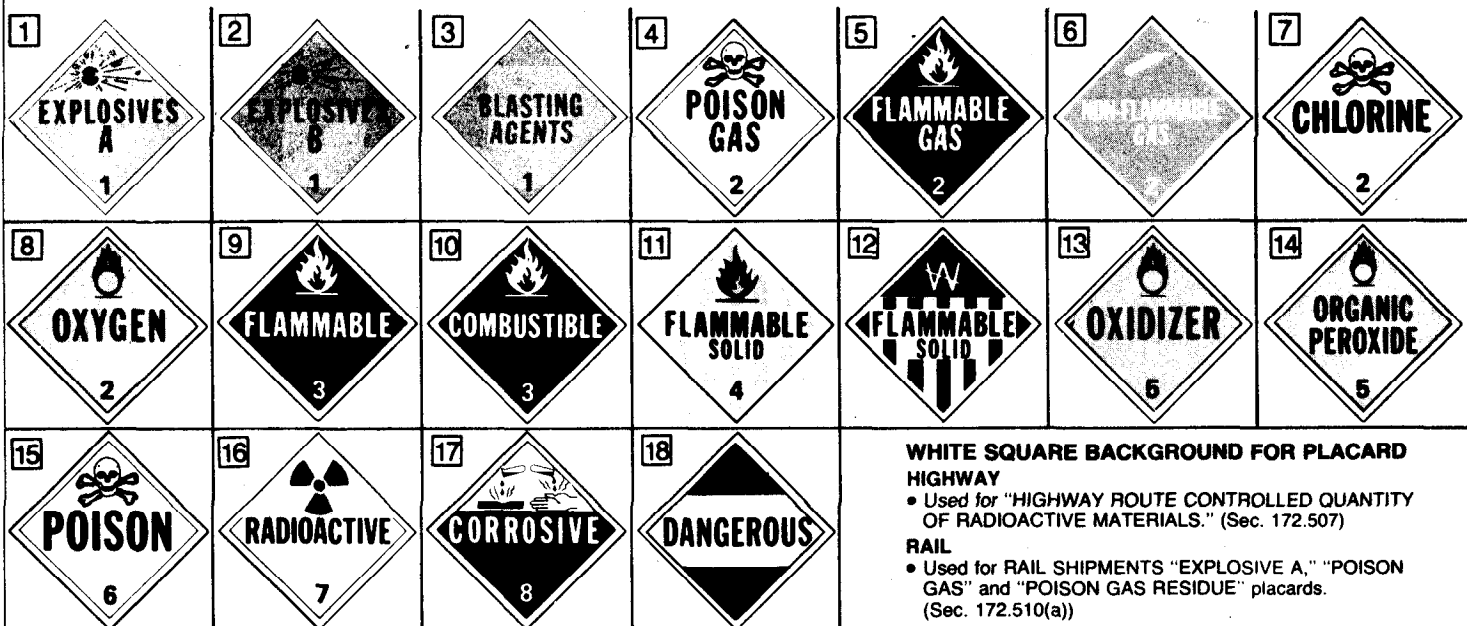 1
EXPLOSIVES
A
1
2
EXPLOSIVES
B
1
3
BLASTING
AGENTS
1
4
POISON
GAS
2
5
FLAMMABLE
GAS
2
6
NON-FLAMMABLE
GAS
2
7
CHLORINE
2
8
OXYGEN
2
9
FLAMMABLE
3
10
COMBUSTIBLE
3
11
FLAMMABLE
SOLID
4
12
W
FLAMMABLE
SOLID
13
OXIDIZER
5
14
ORGANIC
PEROXIDE
5
15
POISON
6
16
RADIOACTIVE
7
17
CORROSIVE
8
18
DANGEROUS
WHITE SQUARE BACKGROUND FOR PLACARD
HIGHWAY
• Used for "HIGHWAY ROUTE CONTROLLED QUANTITY
OF RADIOACTIVE MATERIALS." (Sec. 172.507)
RAIL
• Used for RAIL SHIPMENTS "EXPLOSIVE A," "POISON
GAS" and "POISON GAS RESIDUE" placards.
(Sec. 172.510(a))